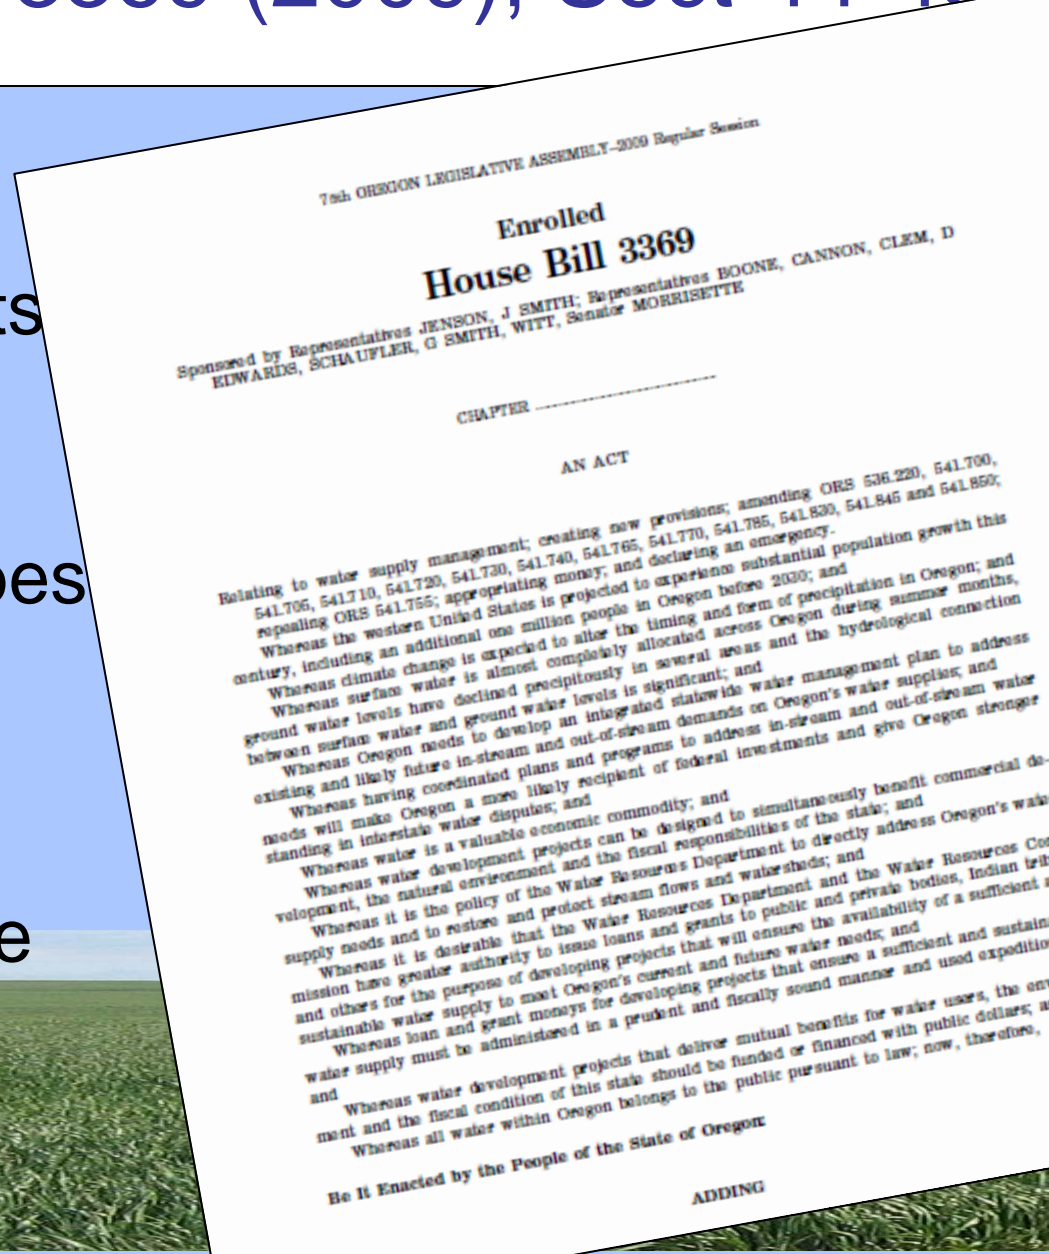 (2009), Sect
ts
pes
e
75th OREGON LEGISLATIVE ASSEMBLY--2009 Regular Session
Enrolled
House Bill 3369
Sponsored by Representatives JENSON, J SMITH; Representatives BOONE, CANNON, CLEM, D
EDWARDS, SCHAUFLER, G SMITH, WITT, Senator MORRISETTE
CHAPTER ................................................
AN ACT
Relating to water supply management; creating new provisions; amending ORS 536.220, 541.700,
541.705, 541.710, 541.720, 541.730, 541.740, 541.765, 541.770, 541.785, 541.830, 541.845 and 541.850;
repealing ORS 541.755; appropriating money; and declaring an emergency.
Whereas the western United States is projected to experience substantial population growth this
century, including an additional one million people in Oregon before 2030; and
Whereas climate change is expected to alter the timing and form of precipitation in Oregon; and
Whereas surface water is almost completely allocated across Oregon during summer months,
ground water levels have declined precipitously in several areas and the hydrological connection
between surface water and ground water levels is significant; and
Whereas Oregon needs to develop an integrated statewide water management plan to address
existing and likely future in-stream and out-of-stream demands on Oregon's water supplies; and
Whereas having coordinated plans and programs to address in-stream and out-of-stream water
needs will make Oregon a more likely recipient of federal investments and give Oregon stronger
standing in interstate water disputes; and
Whereas water is a valuable economic commodity; and
Whereas water development projects can be designed to simultaneously benefit commercial de-
velopment, the natural environment and the fiscal responsibilities of the state; and
Whereas it is the policy of the Water Resources Department to directly address Oregon's wate
supply needs and to restore and protect stream flows and watersheds; and
Whereas it is desirable that the Water Resources Department and the Water Resources Co
mission have greater authority to issue loans and grants to public and private bodies, Indian trib
and others for the purpose of developing projects that will ensure the availability of a sufficient a
sustainable water supply to meet Oregon's current and future water needs; and
Whereas loan and grant moneys for developing projects that ensure a sufficient and sustaina
water supply must be administered in a prudent and fiscally sound manner and used expeditio
and
Whereas water development projects that deliver mutual benefits for water users, the env
ment and the fiscal condition of this state should be funded or financed with public dollars; a
Whereas all water within Oregon belongs to the public pursuant to law; now, therefore,
Be It Enacted by the People of the State of Oregon:
ADDING